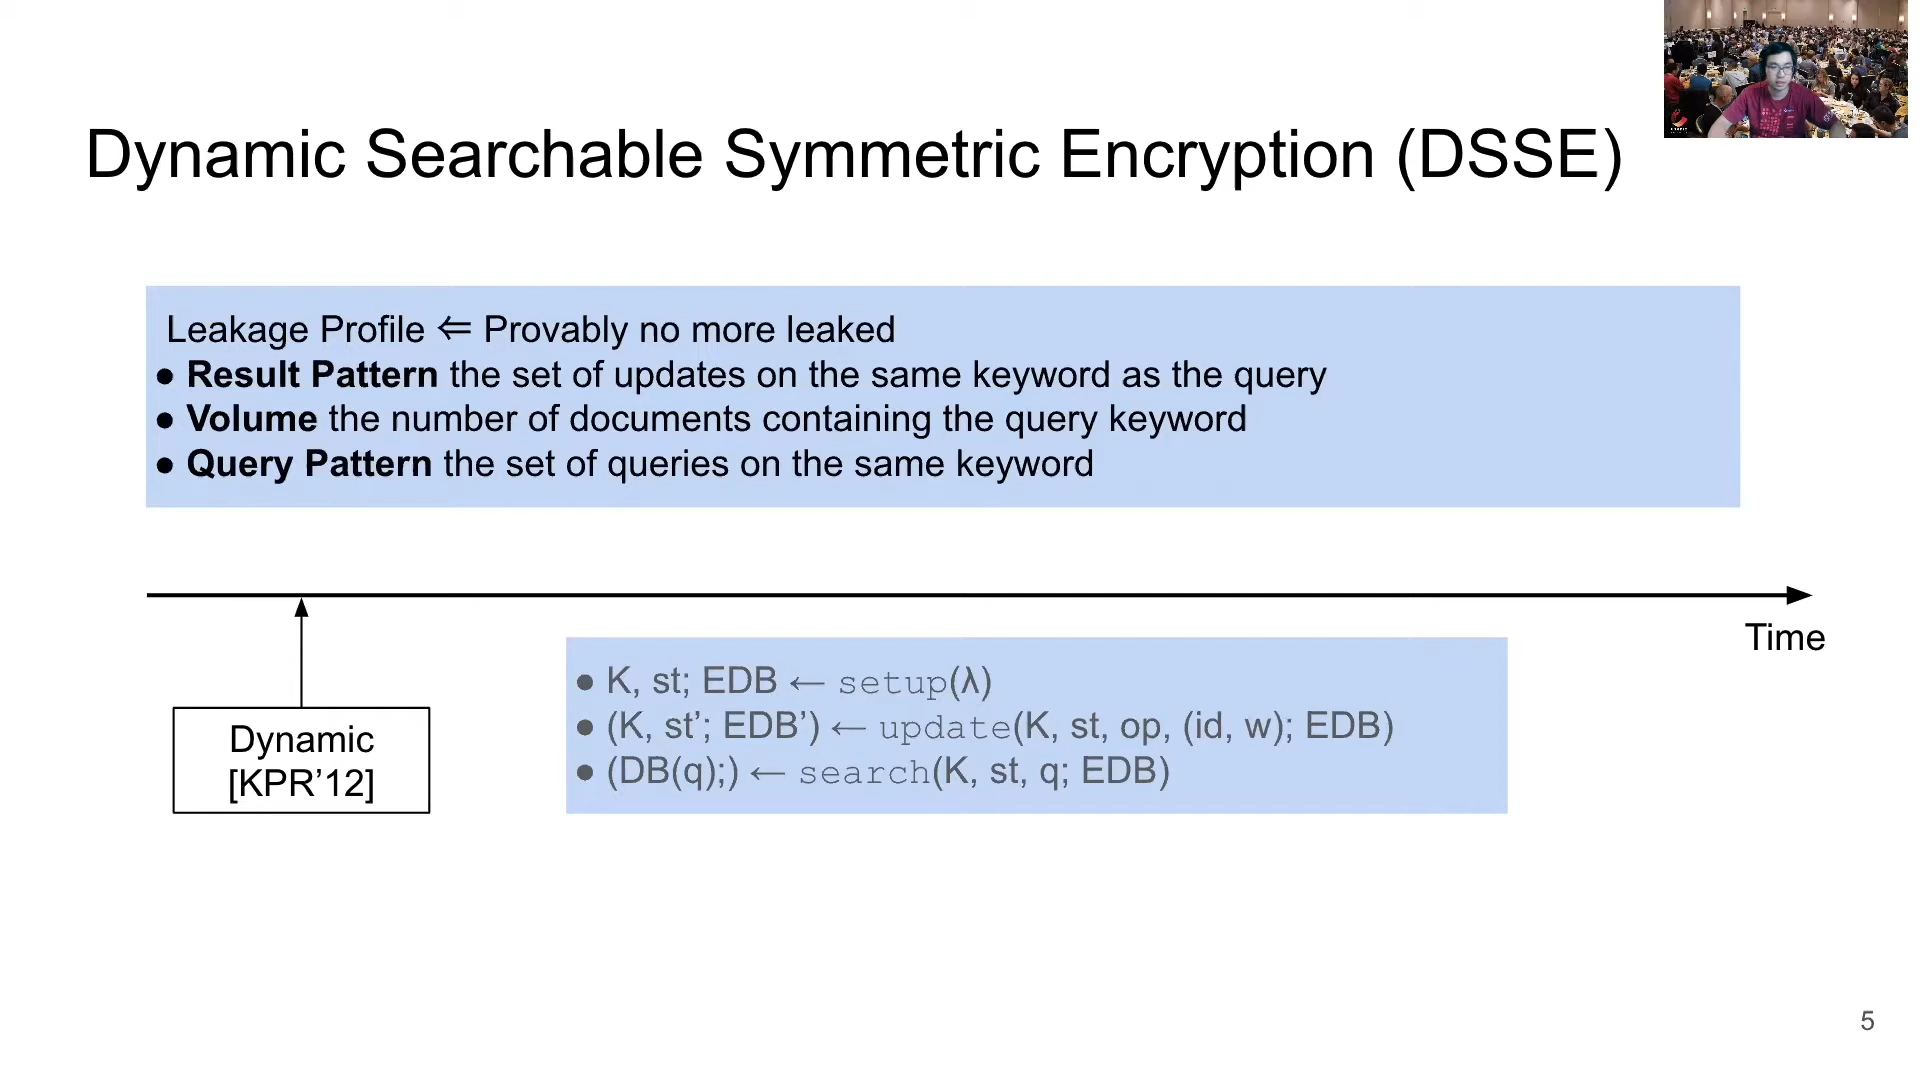 Dynamic Searchable Symmetric Encryption (DSSE)
Leakage Profile ⇐ Provably no more leaked
● Result Pattern the set of updates on the same keyword as the query
● Volume the number of documents containing the query keyword
● Query Pattern the set of queries on the same keyword
Time
Dynamic
[KPR’12]
● K, st; EDB ← setup(λ)
● (K, st’; EDB’) ← update(K, st, op, (id, w); EDB)
● (DB(q);) ← search(K, st, q; EDB)
5